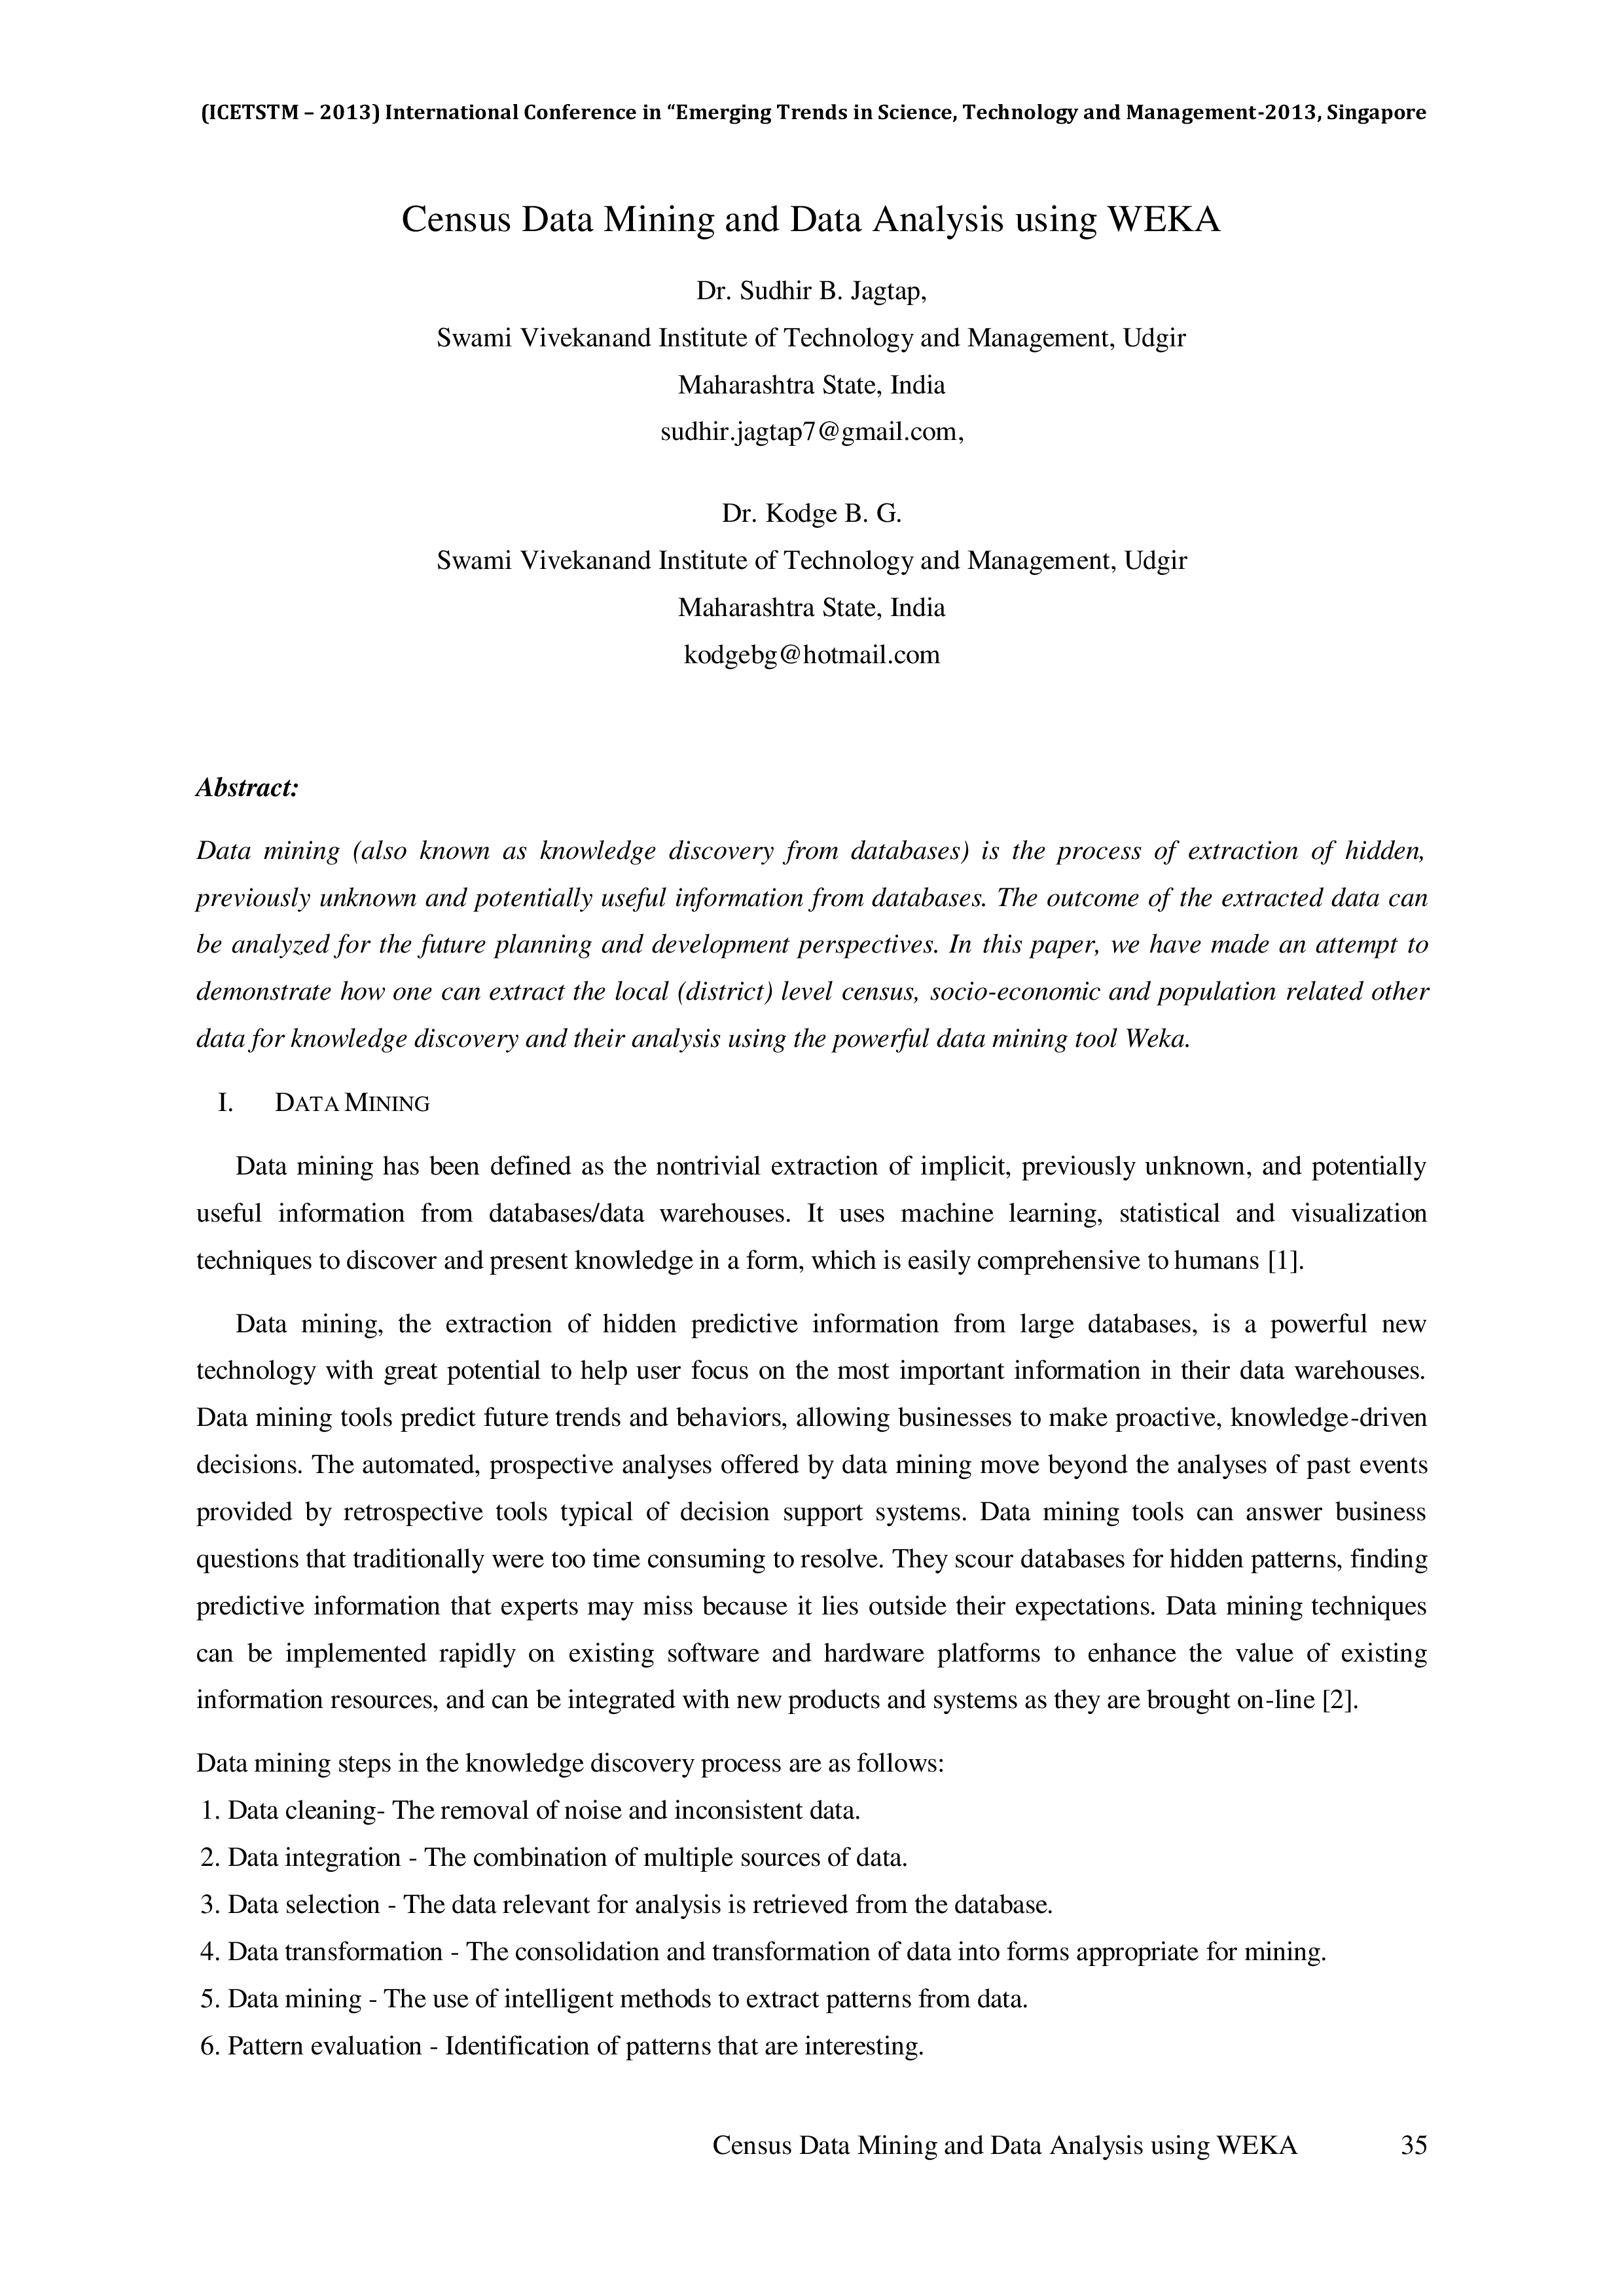 (ICETSTM – 2013) International Conference in “Emerging Trends in Science, Technology and Management-2013, Singapore
Census Data Mining and Data Analysis using WEKA
Dr. Sudhir B. Jagtap,
Swami Vivekanand Institute of Technology and Management, Udgir
Maharashtra State, India
sudhir.jagtap7@gmail.com,
Dr. Kodge B. G.
Swami Vivekanand Institute of Technology and Management, Udgir
Maharashtra State, India
kodgebg@hotmail.com
Abstract:
Data mining (also known as knowledge discovery from databases) is the process of extraction of hidden,
previously unknown and potentially useful information from databases. The outcome of the extracted data can
be analyzed for the future planning and development perspectives. In this paper, we have made an attempt to
demonstrate how one can extract the local (district) level census, socio-economic and population related other
data for knowledge discovery and their analysis using the powerful data mining tool Weka.
I. DATA MINING
Data mining has been defined as the nontrivial extraction of implicit, previously unknown, and potentially
useful information from databases/data warehouses. It uses machine learning, statistical and visualization
techniques to discover and present knowledge in a form, which is easily comprehensive to humans [1].
Data mining, the extraction of hidden predictive information from large databases, is a powerful new
technology with great potential to help user focus on the most important information in their data warehouses.
Data mining tools predict future trends and behaviors, allowing businesses to make proactive, knowledge-driven
decisions. The automated, prospective analyses offered by data mining move beyond the analyses of past events
provided by retrospective tools typical of decision support systems. Data mining tools can answer business
questions that traditionally were too time consuming to resolve. They scour databases for hidden patterns, finding
predictive information that experts may miss because it lies outside their expectations. Data mining techniques
can be implemented rapidly on existing software and hardware platforms to enhance the value of existing
information resources, and can be integrated with new products and systems as they are brought on-line [2].
Data mining steps in the knowledge discovery process are as follows:
1. Data cleaning- The removal of noise and inconsistent data.
2. Data integration - The combination of multiple sources of data.
3. Data selection - The data relevant for analysis is retrieved from the database.
4. Data transformation - The consolidation and transformation of data into forms appropriate for mining.
5. Data mining - The use of intelligent methods to extract patterns from data.
6. Pattern evaluation - Identification of patterns that are interesting.
Census Data Mining and Data Analysis using WEKA 35